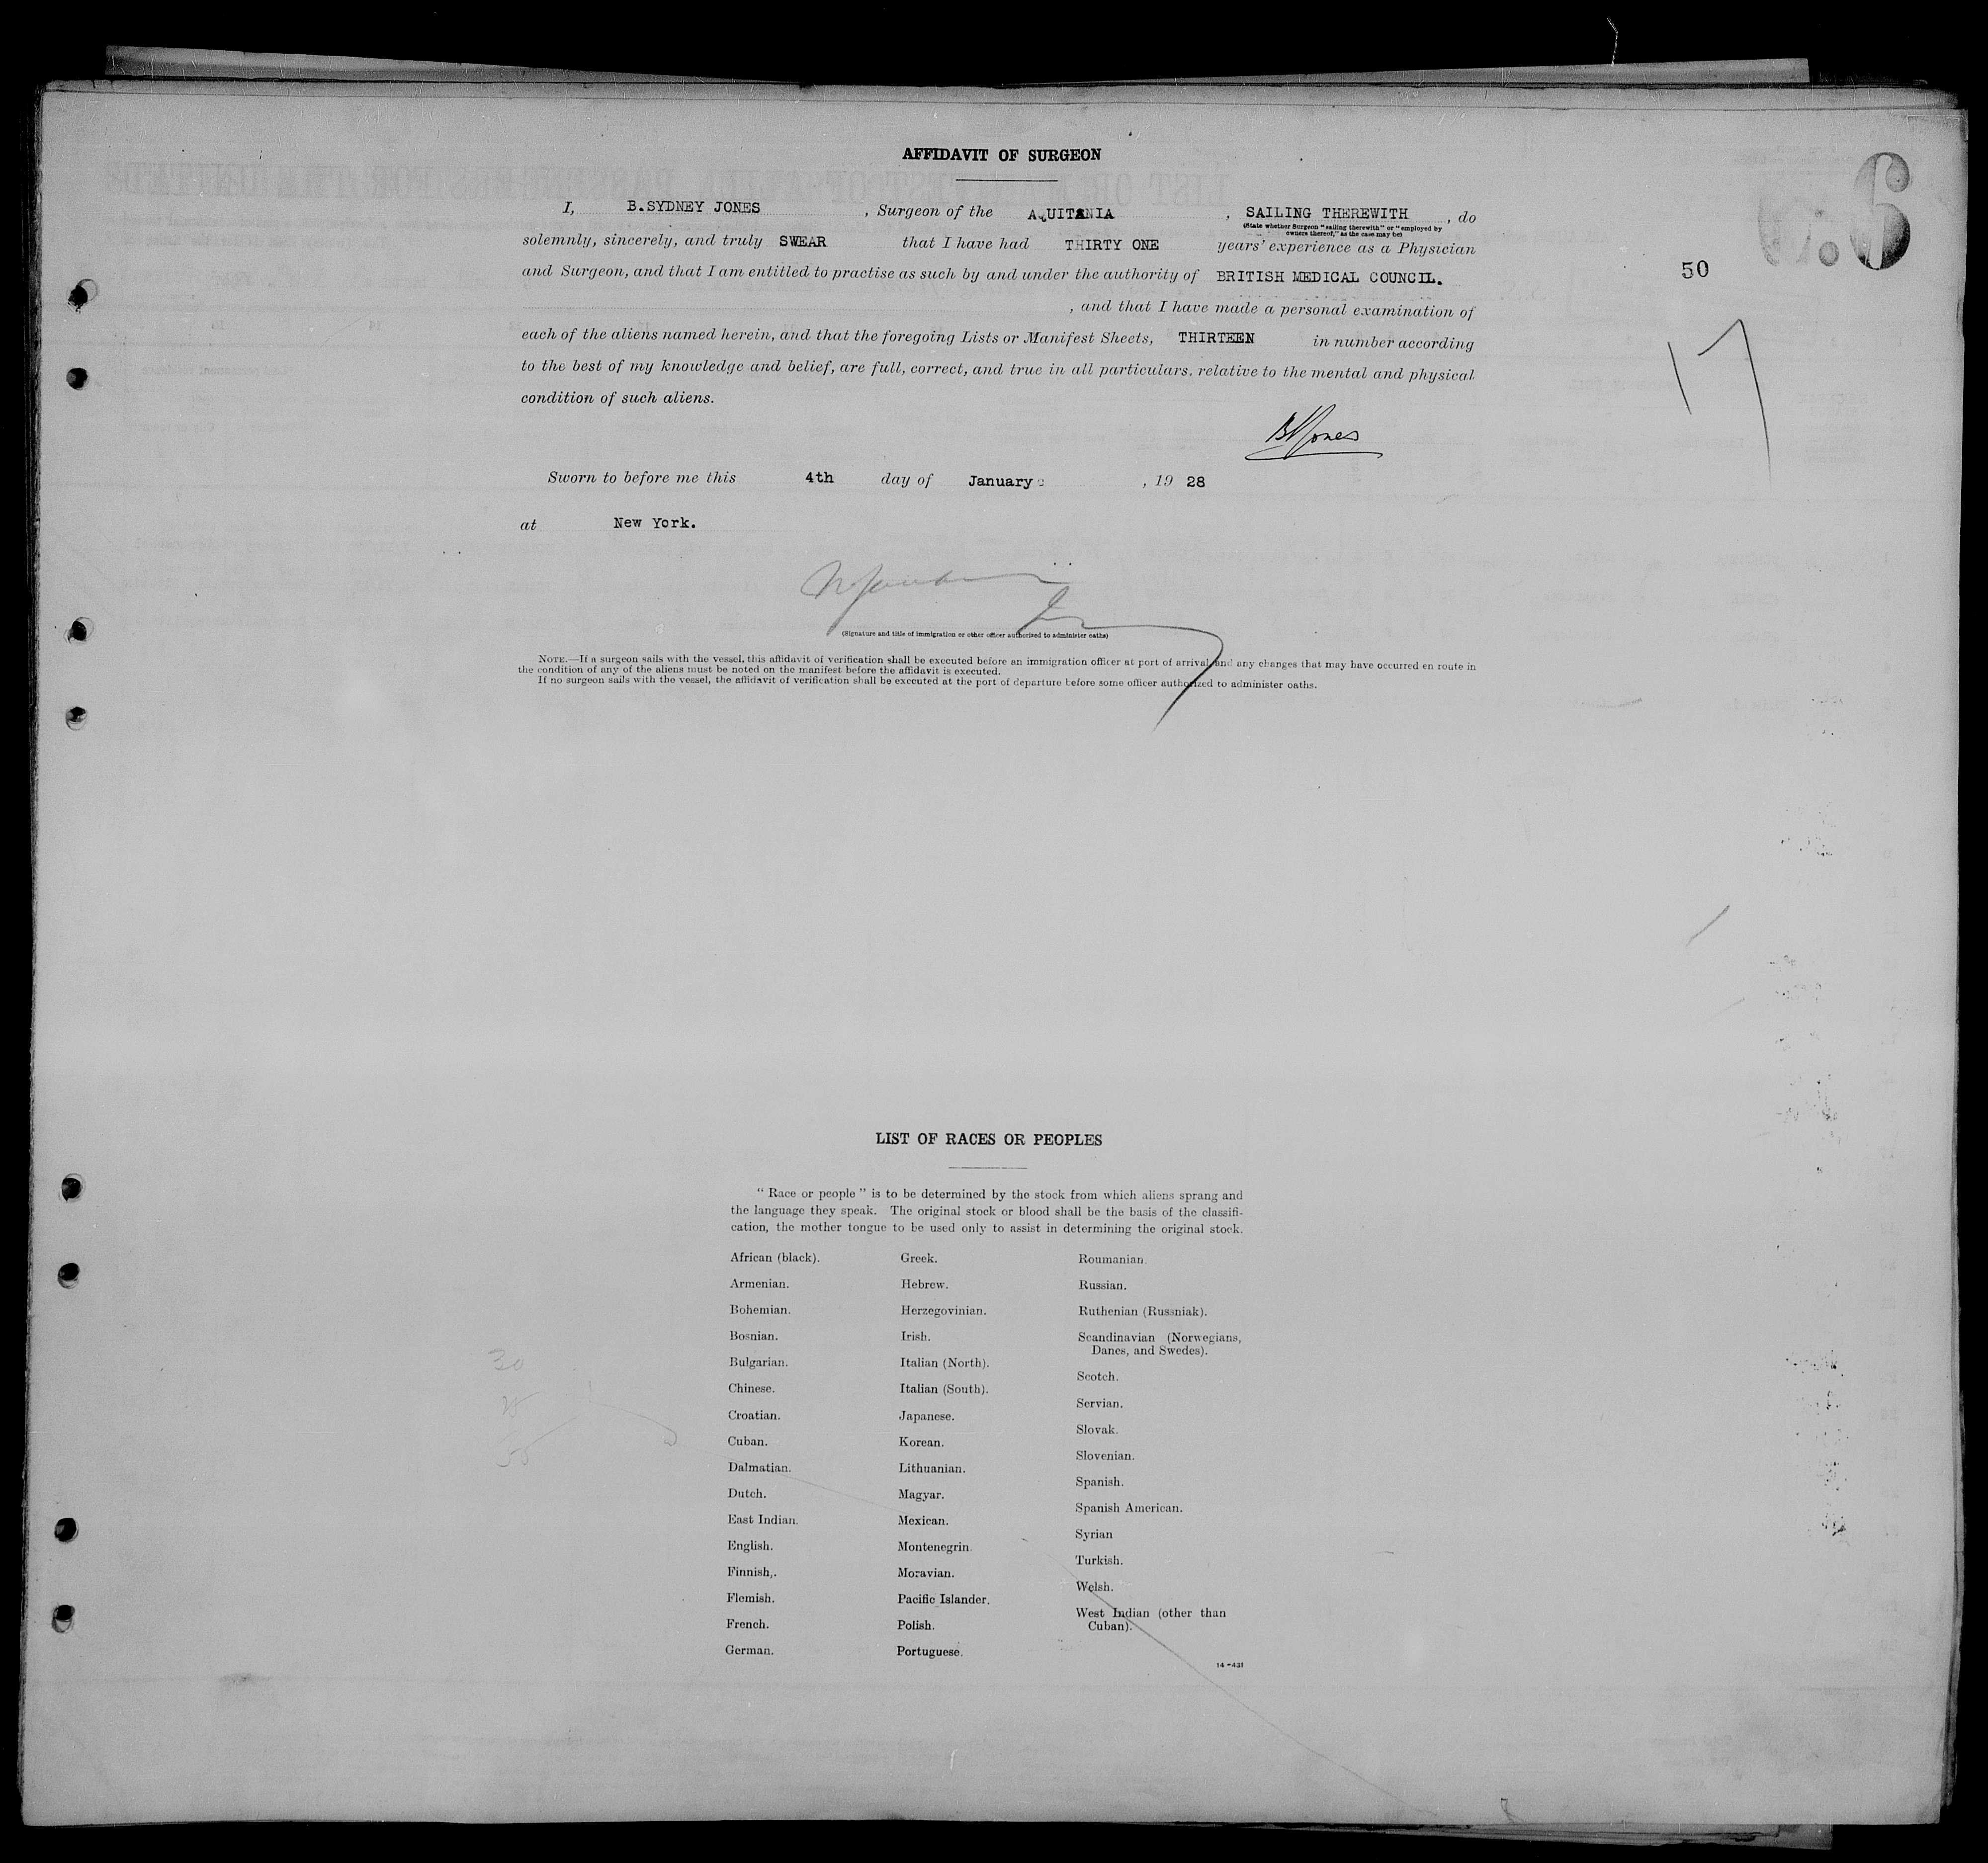 AFFIDAVIT OF SURGEON
6
I, B.SYDNEY JONES , Surgeon of the AQUITANIA , SAILING THEREWITH , do
(State whether Surgeon "sailing therewith" or "employed by
owners thereof," as the case may be)
solemnly, sincerely, and truly SWEAR that I have had THIRTY ONE years' experience as a Physician
50
and Surgeon, and that I am entitled to practise as such by and under the authority of BRITISH MEDICAL COUNCIL.
, and that I have made a personal examination of
each of the aliens named herein, and that the foregoing Lists or Manifest Sheets, THIRTEEN in number according
17
to the best of my knowledge and belief, are full, correct, and true in all particulars, relative to the mental and physical
condition of such aliens.
BSJones
Sworn to before me this 4th day of January , 19 28
at New York.
(Signature and title of immigration or other officer authorized to administer oaths)
NOTE.—If a surgeon sails with the vessel, this affidavit of verification shall be executed before an immigration officer at port of arrival, and any changes that may have occurred en route in
the condition of any of the aliens must be noted on the manifest before the affidavit is executed.
If no surgeon sails with the vessel, the affidavit of verification shall be executed at the port of departure before some officer authorized to administer oaths.
LIST OF RACES OR PEOPLES
" Race or people " is to be determined by the stock from which aliens sprang and
the language they speak. The original stock or blood shall be the basis of the classifi-
cation, the mother tongue to be used only to assist in determining the original stock.
African (black).
Armenian.
Bohemian.
Bosnian.
Bulgarian.
Chinese.
Croatian.
Cuban.
Dalmatian.
Dutch.
East Indian.
English.
Finnish,.
Flemish.
French.
German.
Greek.
Hebrew.
Herzegovinian.
Irish.
Italian (North).
Italian (South).
Japanese.
Korean.
Lithuanian.
Magyar.
Mexican.
Montenegrin.
Moravian.
Pacific Islander.
Polish.
Portuguese.
Roumanian.
Russian.
Ruthenian (Russniak).
Scandinavian (Norwegians,
Danes, and Swedes).
Scotch.
Servian.
Slovak.
Slovenian.
Spanish.
Spanish American.
Syrian
Turkish.
Welsh.
West Indian (other than
Cuban).
14-431
30